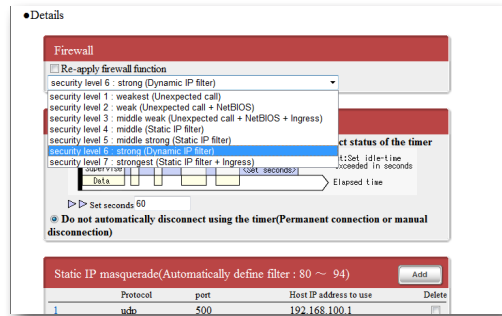 ●Details
Firewall
Re-apply firewall function
security level 6 : strong (Dynamic IP filter)
security level 1 : weakest (Unexpected call)
security level 2 : weak (Unexpected call + NetBIOS)
security level 3 : middle weak (Unexpected call + NetBIOS + Ingress)
security level 4 : middle (Static IP filter)
security level 5 : middle strong (Static IP filter)
security level 6 : strong (Dynamic IP filter)
security level 7 : strongest (Static IP filter + Ingress)
ct status of the timer
t:Set idle-time
xceeded in seconds
Supervise
<Set seconds>
Data
Elapsed time
▷▷ Set seconds 60
Do not automatically disconnect using the timer(Permanent connection or manual
disconnection)
Static IP masquerade(Automatically define filter : 80 ～ 94)
Add
Protocol port Host IP address to use Delete
1 udp 500 192.168.100.1